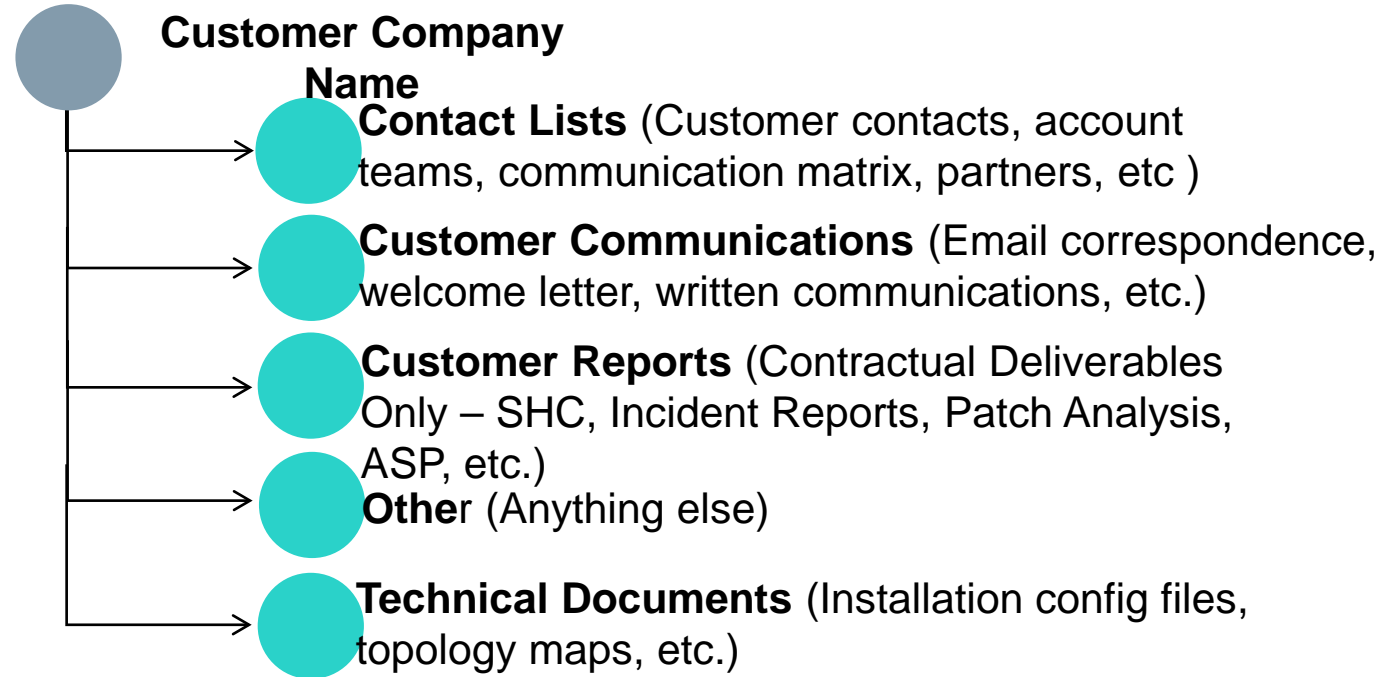 Customer Company
Name
Contact Lists (Customer contacts, account
teams, communication matrix, partners, etc )
Customer Communications (Email correspondence,
welcome letter, written communications, etc.)
Customer Reports (Contractual Deliverables
Only – SHC, Incident Reports, Patch Analysis,
ASP, etc.)
Other (Anything else)
Technical Documents (Installation config files,
topology maps, etc.)